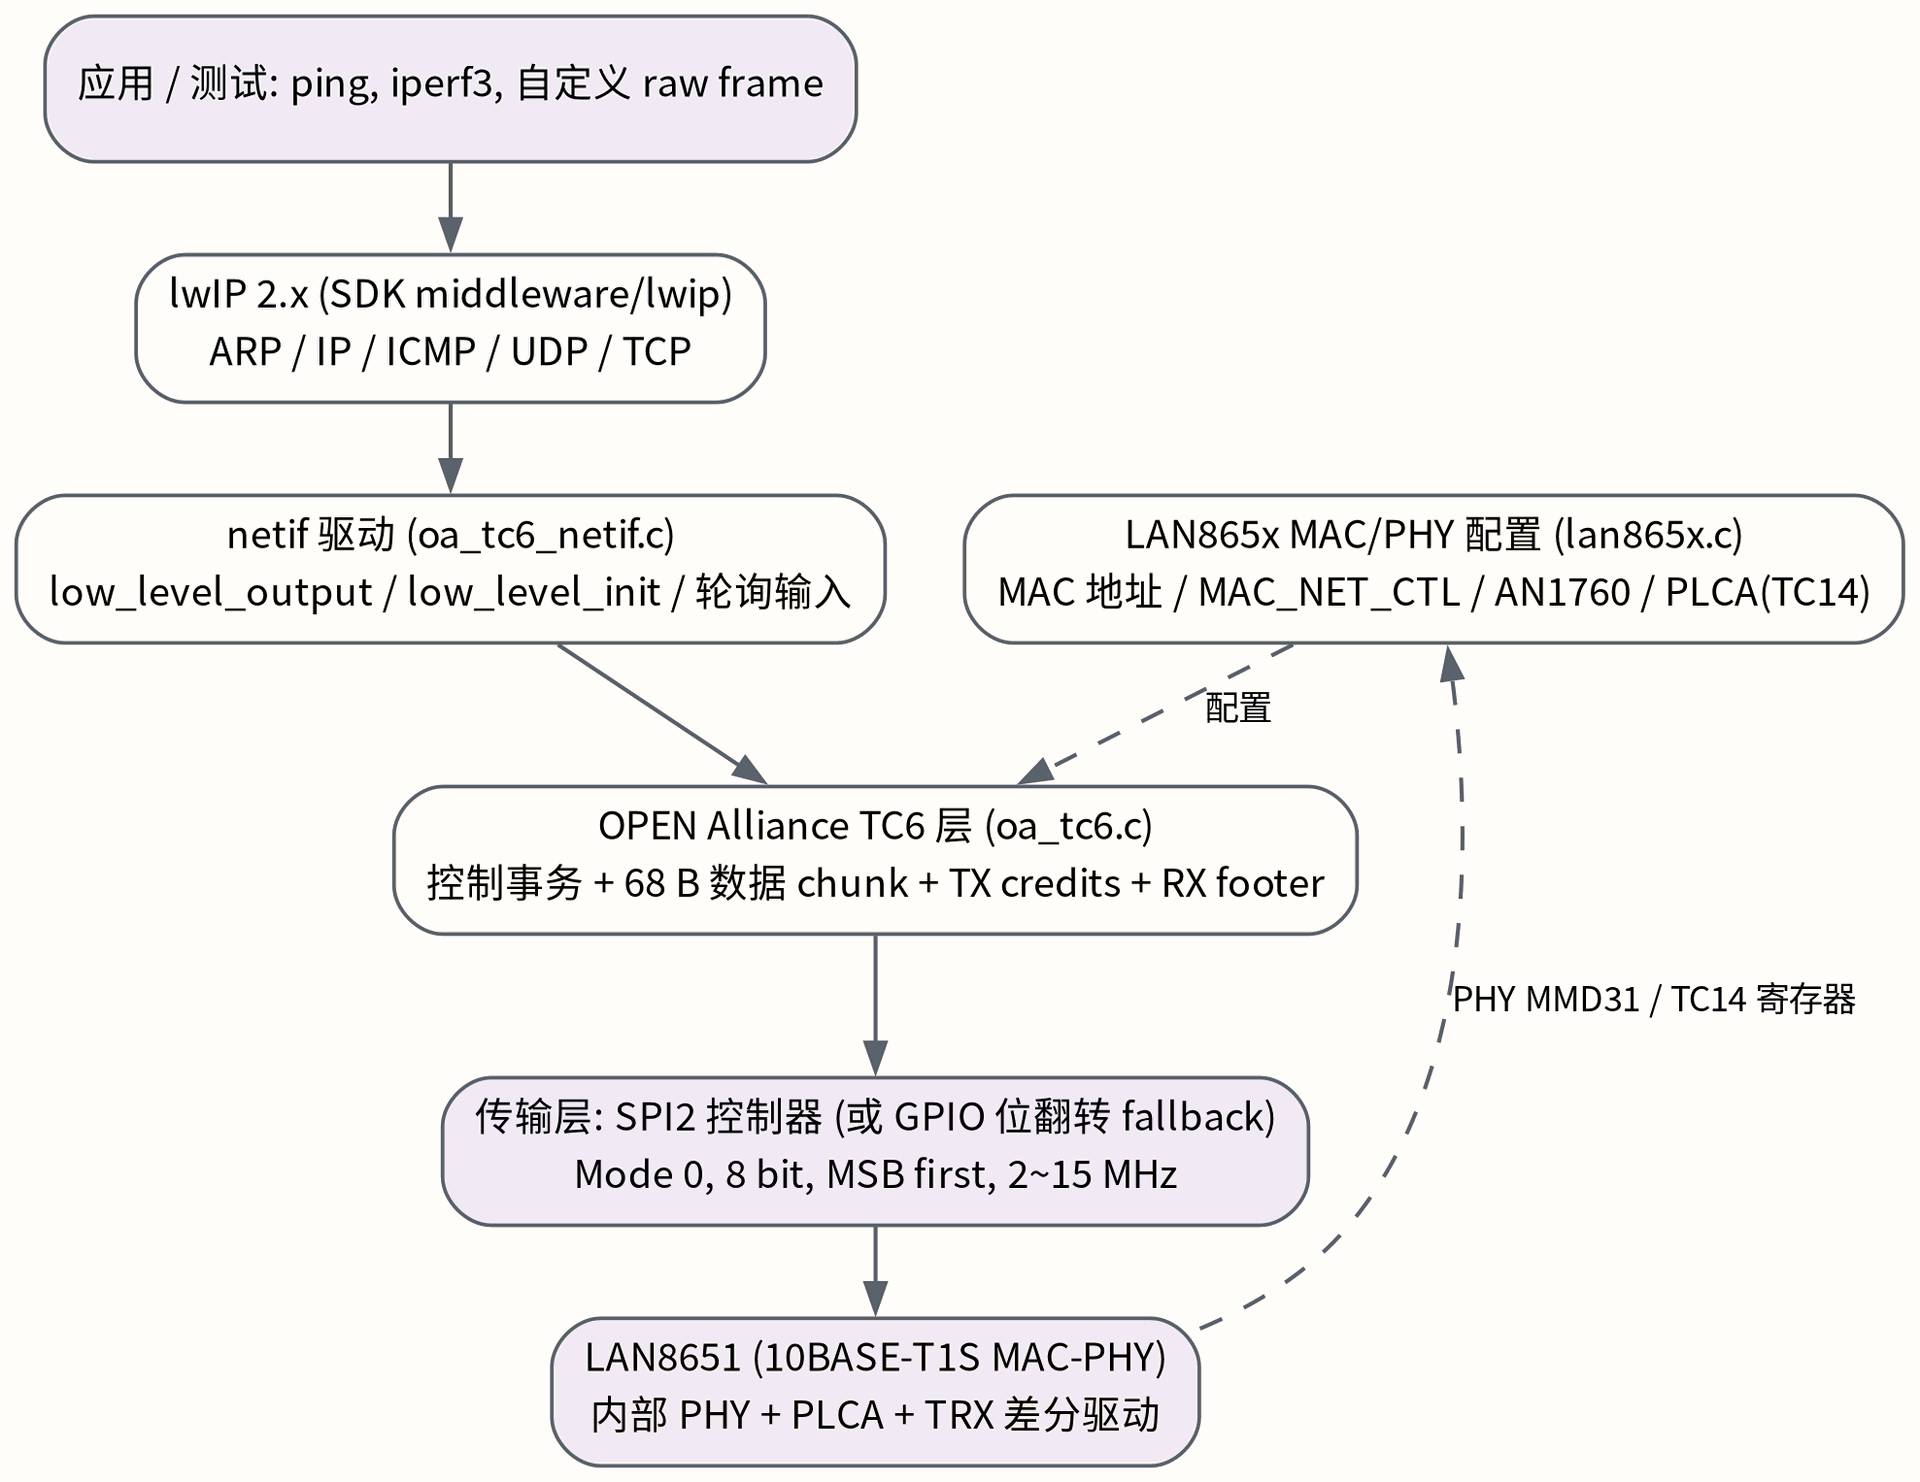 应用 / 测试: ping, iperf3, 自定义 raw frame
lwIP 2.x (SDK middleware/lwip)
ARP / IP / ICMP / UDP / TCP
netif 驱动 (oa_tc6_netif.c)
low_level_output / low_level_init / 轮询输入
LAN865x MAC/PHY 配置 (lan865x.c)
MAC 地址 / MAC_NET_CTL / AN1760 / PLCA(TC14)
配置
OPEN Alliance TC6 层 (oa_tc6.c)
控制事务 + 68 B 数据 chunk + TX credits + RX footer
PHY MMD31 / TC14 寄存器
传输层: SPI2 控制器 (或 GPIO 位翻转 fallback)
Mode 0, 8 bit, MSB first, 2~15 MHz
LAN8651 (10BASE-T1S MAC-PHY)
内部 PHY + PLCA + TRX 差分驱动